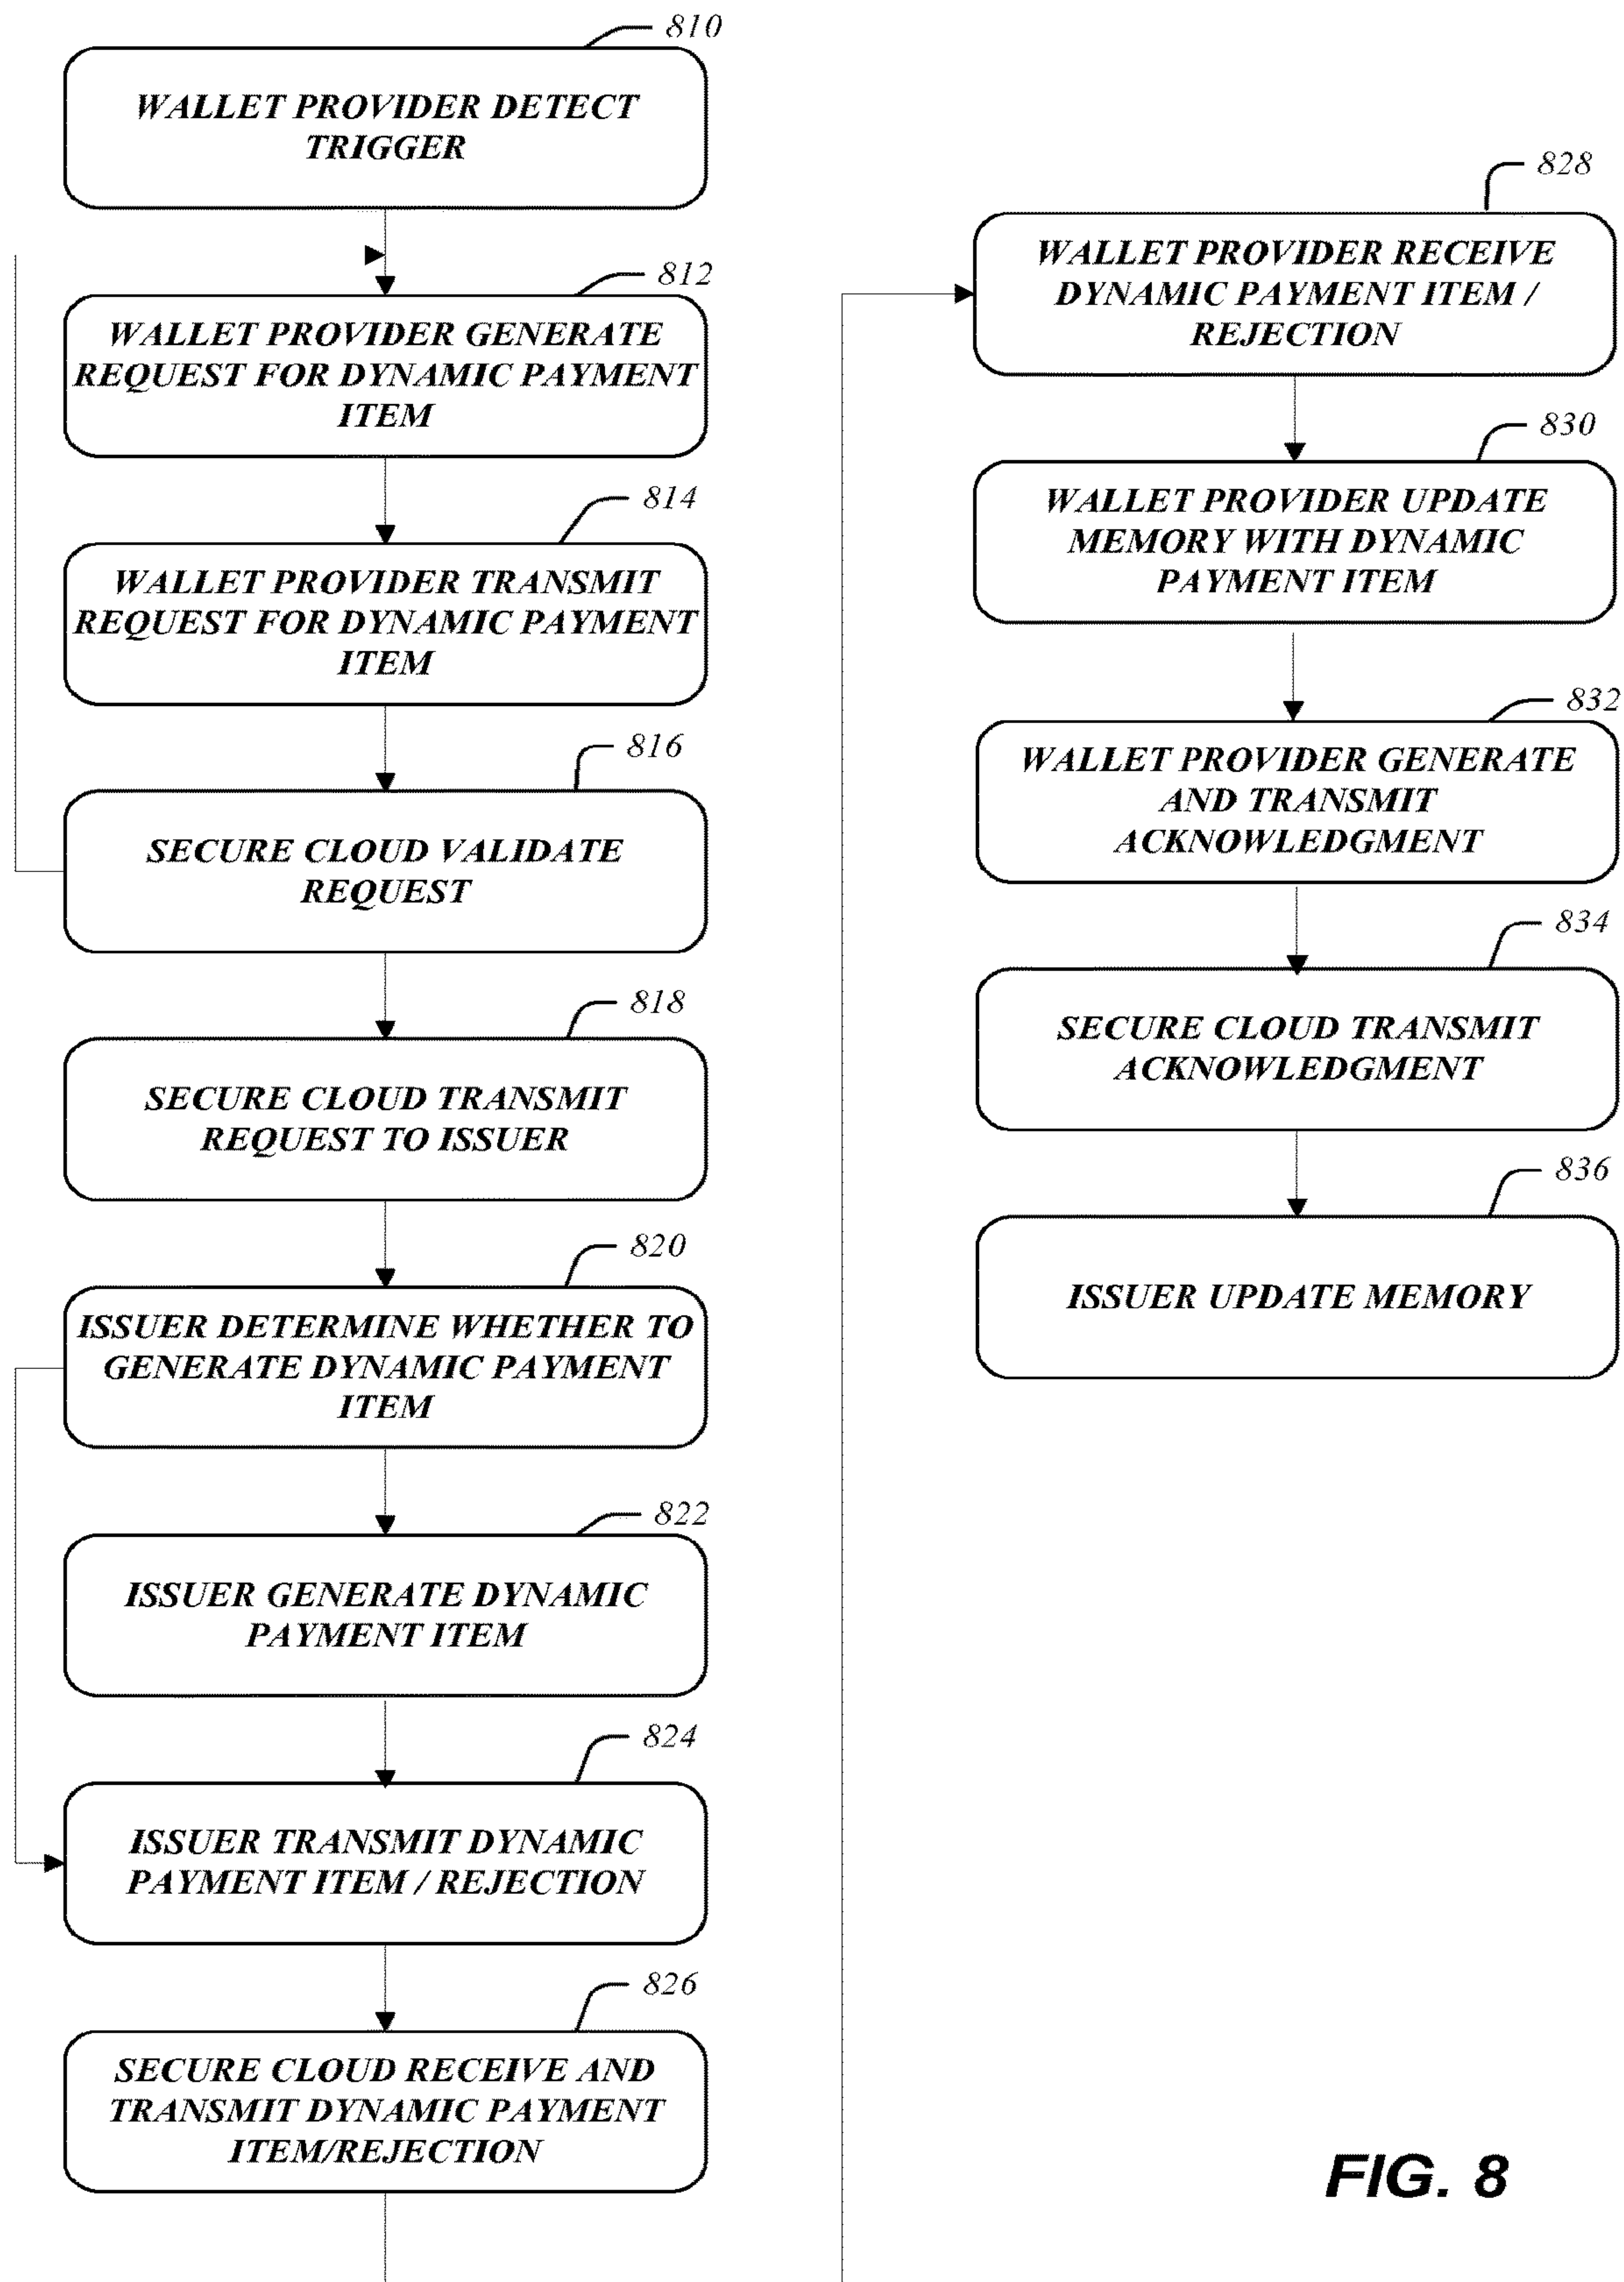 810
WALLET PROVIDER DETECT
TRIGGER
812
WALLET PROVIDER GENERATE
REQUEST FOR DYNAMIC PAYMENT
ITEM
814
WALLET PROVIDER TRANSMIT
REQUEST FOR DYNAMIC PAYMENT
ITEM
816
SECURE CLOUD VALIDATE
REQUEST
818
SECURE CLOUD TRANSMIT
REQUEST TO ISSUER
820
ISSUER DETERMINE WHETHER TO
GENERATE DYNAMIC PAYMENT
ITEM
822
ISSUER GENERATE DYNAMIC
PAYMENT ITEM
824
ISSUER TRANSMIT DYNAMIC
PAYMENT ITEM / REJECTION
826
SECURE CLOUD RECEIVE AND
TRANSMIT DYNAMIC PAYMENT
ITEM/REJECTION
828
WALLET PROVIDER RECEIVE
DYNAMIC PAYMENT ITEM /
REJECTION
830
WALLET PROVIDER UPDATE
MEMORY WITH DYNAMIC
PAYMENT ITEM
832
WALLET PROVIDER GENERATE
AND TRANSMIT
ACKNOWLEDGMENT
834
SECURE CLOUD TRANSMIT
ACKNOWLEDGMENT
836
ISSUER UPDATE MEMORY
FIG. 8